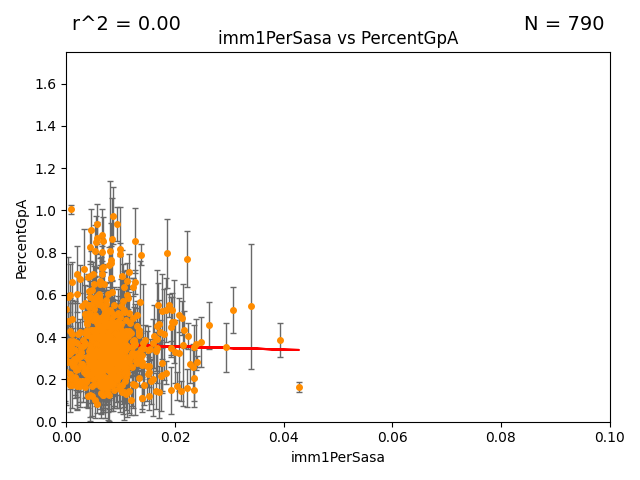 r^2 = 0.00
N = 790
imm1PerSasa vs PercentGpA
PercentGpA
1.6
1.4
1.2
1.0
0.8
0.6
0.4
0.2
0.0
0.00 0.02 0.04 0.06 0.08 0.10
imm1PerSasa